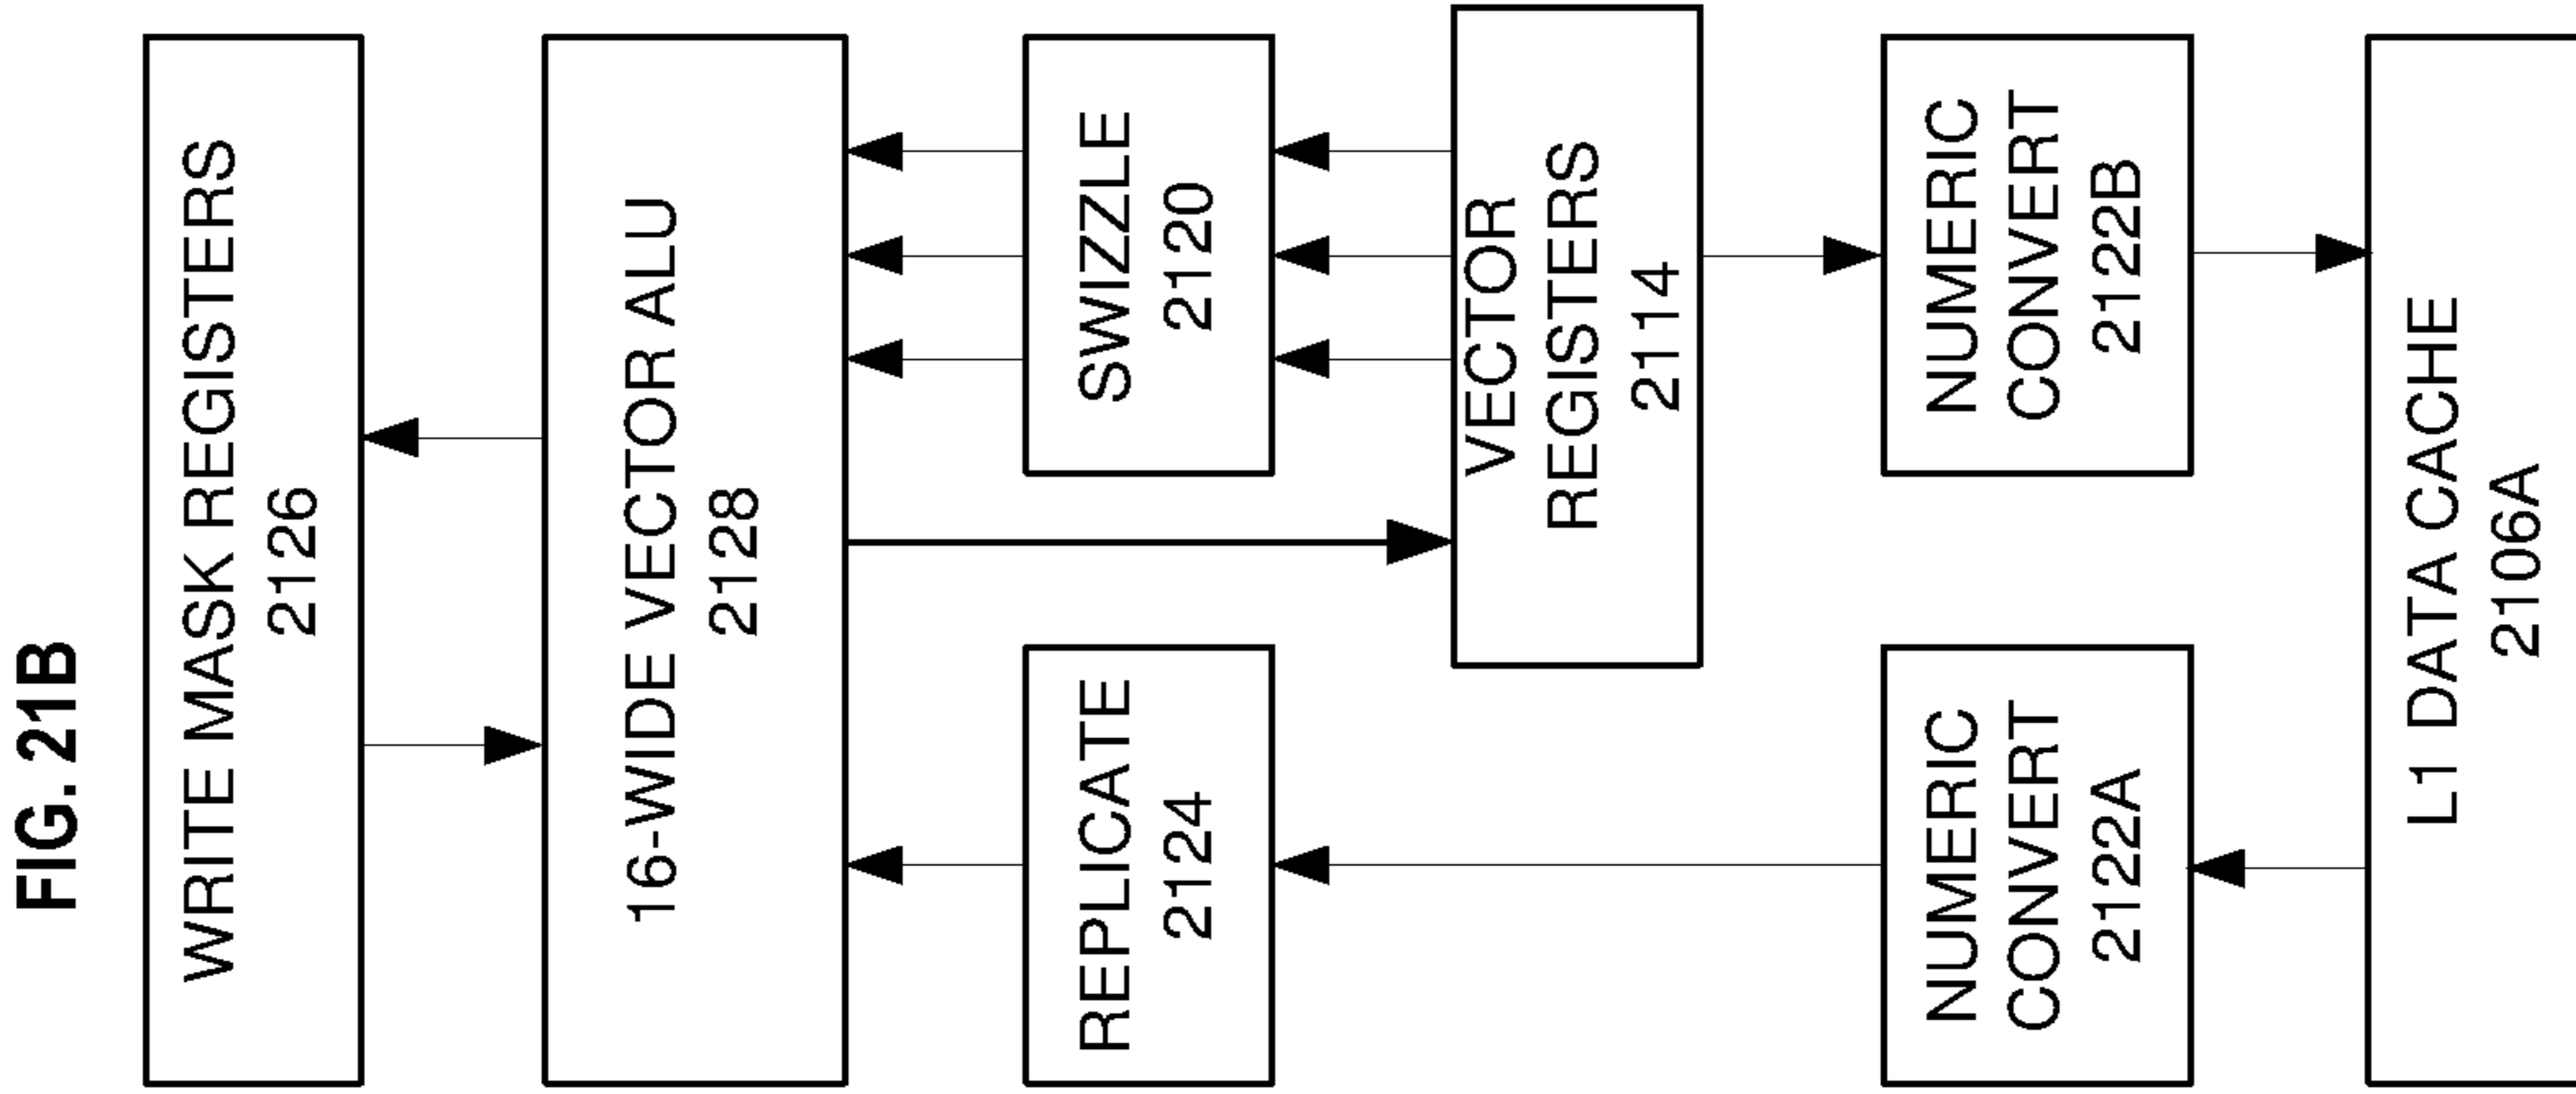 FIG. 21B
WRITE MASK REGISTERS
2126
16-WIDE VECTOR ALU
2128
REPLICATE
2124
SWIZZLE
2120
VECTOR
REGISTERS
2114
NUMERIC
CONVERT
2122A
NUMERIC
CONVERT
2122B
L1 DATA CACHE
2106A